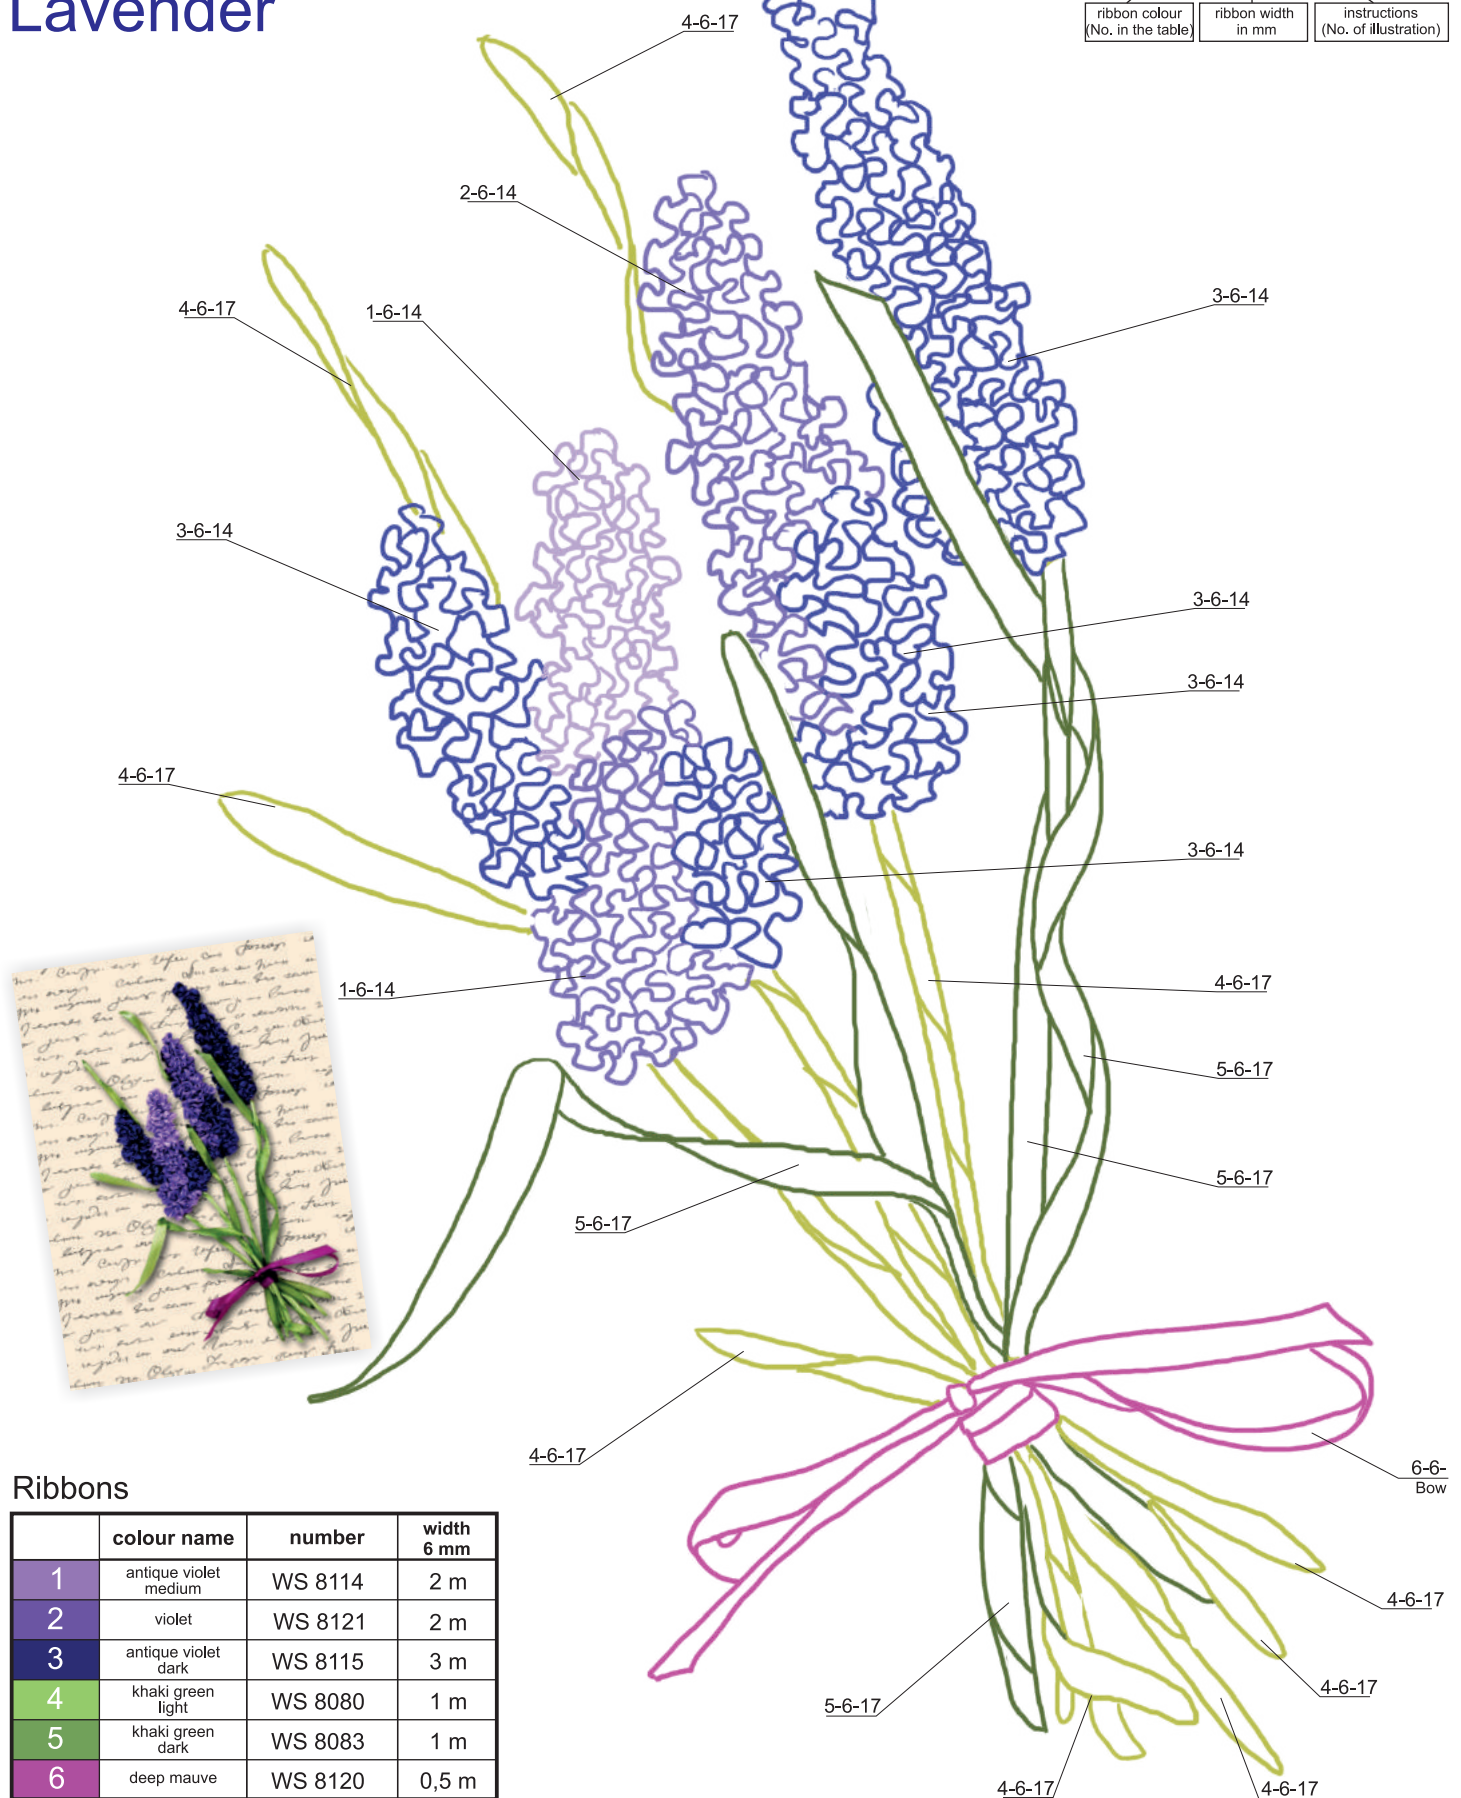 Lavender
ribbon colour
(No. in the table)
ribbon width
in mm
instructions
(No. of illustration)
4-6-17
2-6-14
3-6-14
4-6-17
1-6-14
3-6-14
3-6-14
3-6-14
4-6-17
3-6-14
1-6-14
4-6-17
5-6-17
5-6-17
5-6-17
4-6-17
6-6-
Bow
4-6-17
4-6-17
5-6-17
4-6-17
4-6-17
Ribbons
colour name number width
6 mm
1 antique violet
medium WS 8114 2 m
2 violet WS 8121 2 m
3 antique violet
dark WS 8115 3 m
4 khaki green
light WS 8080 1 m
5 khaki green
dark WS 8083 1 m
6 deep mauve WS 8120 0,5 m